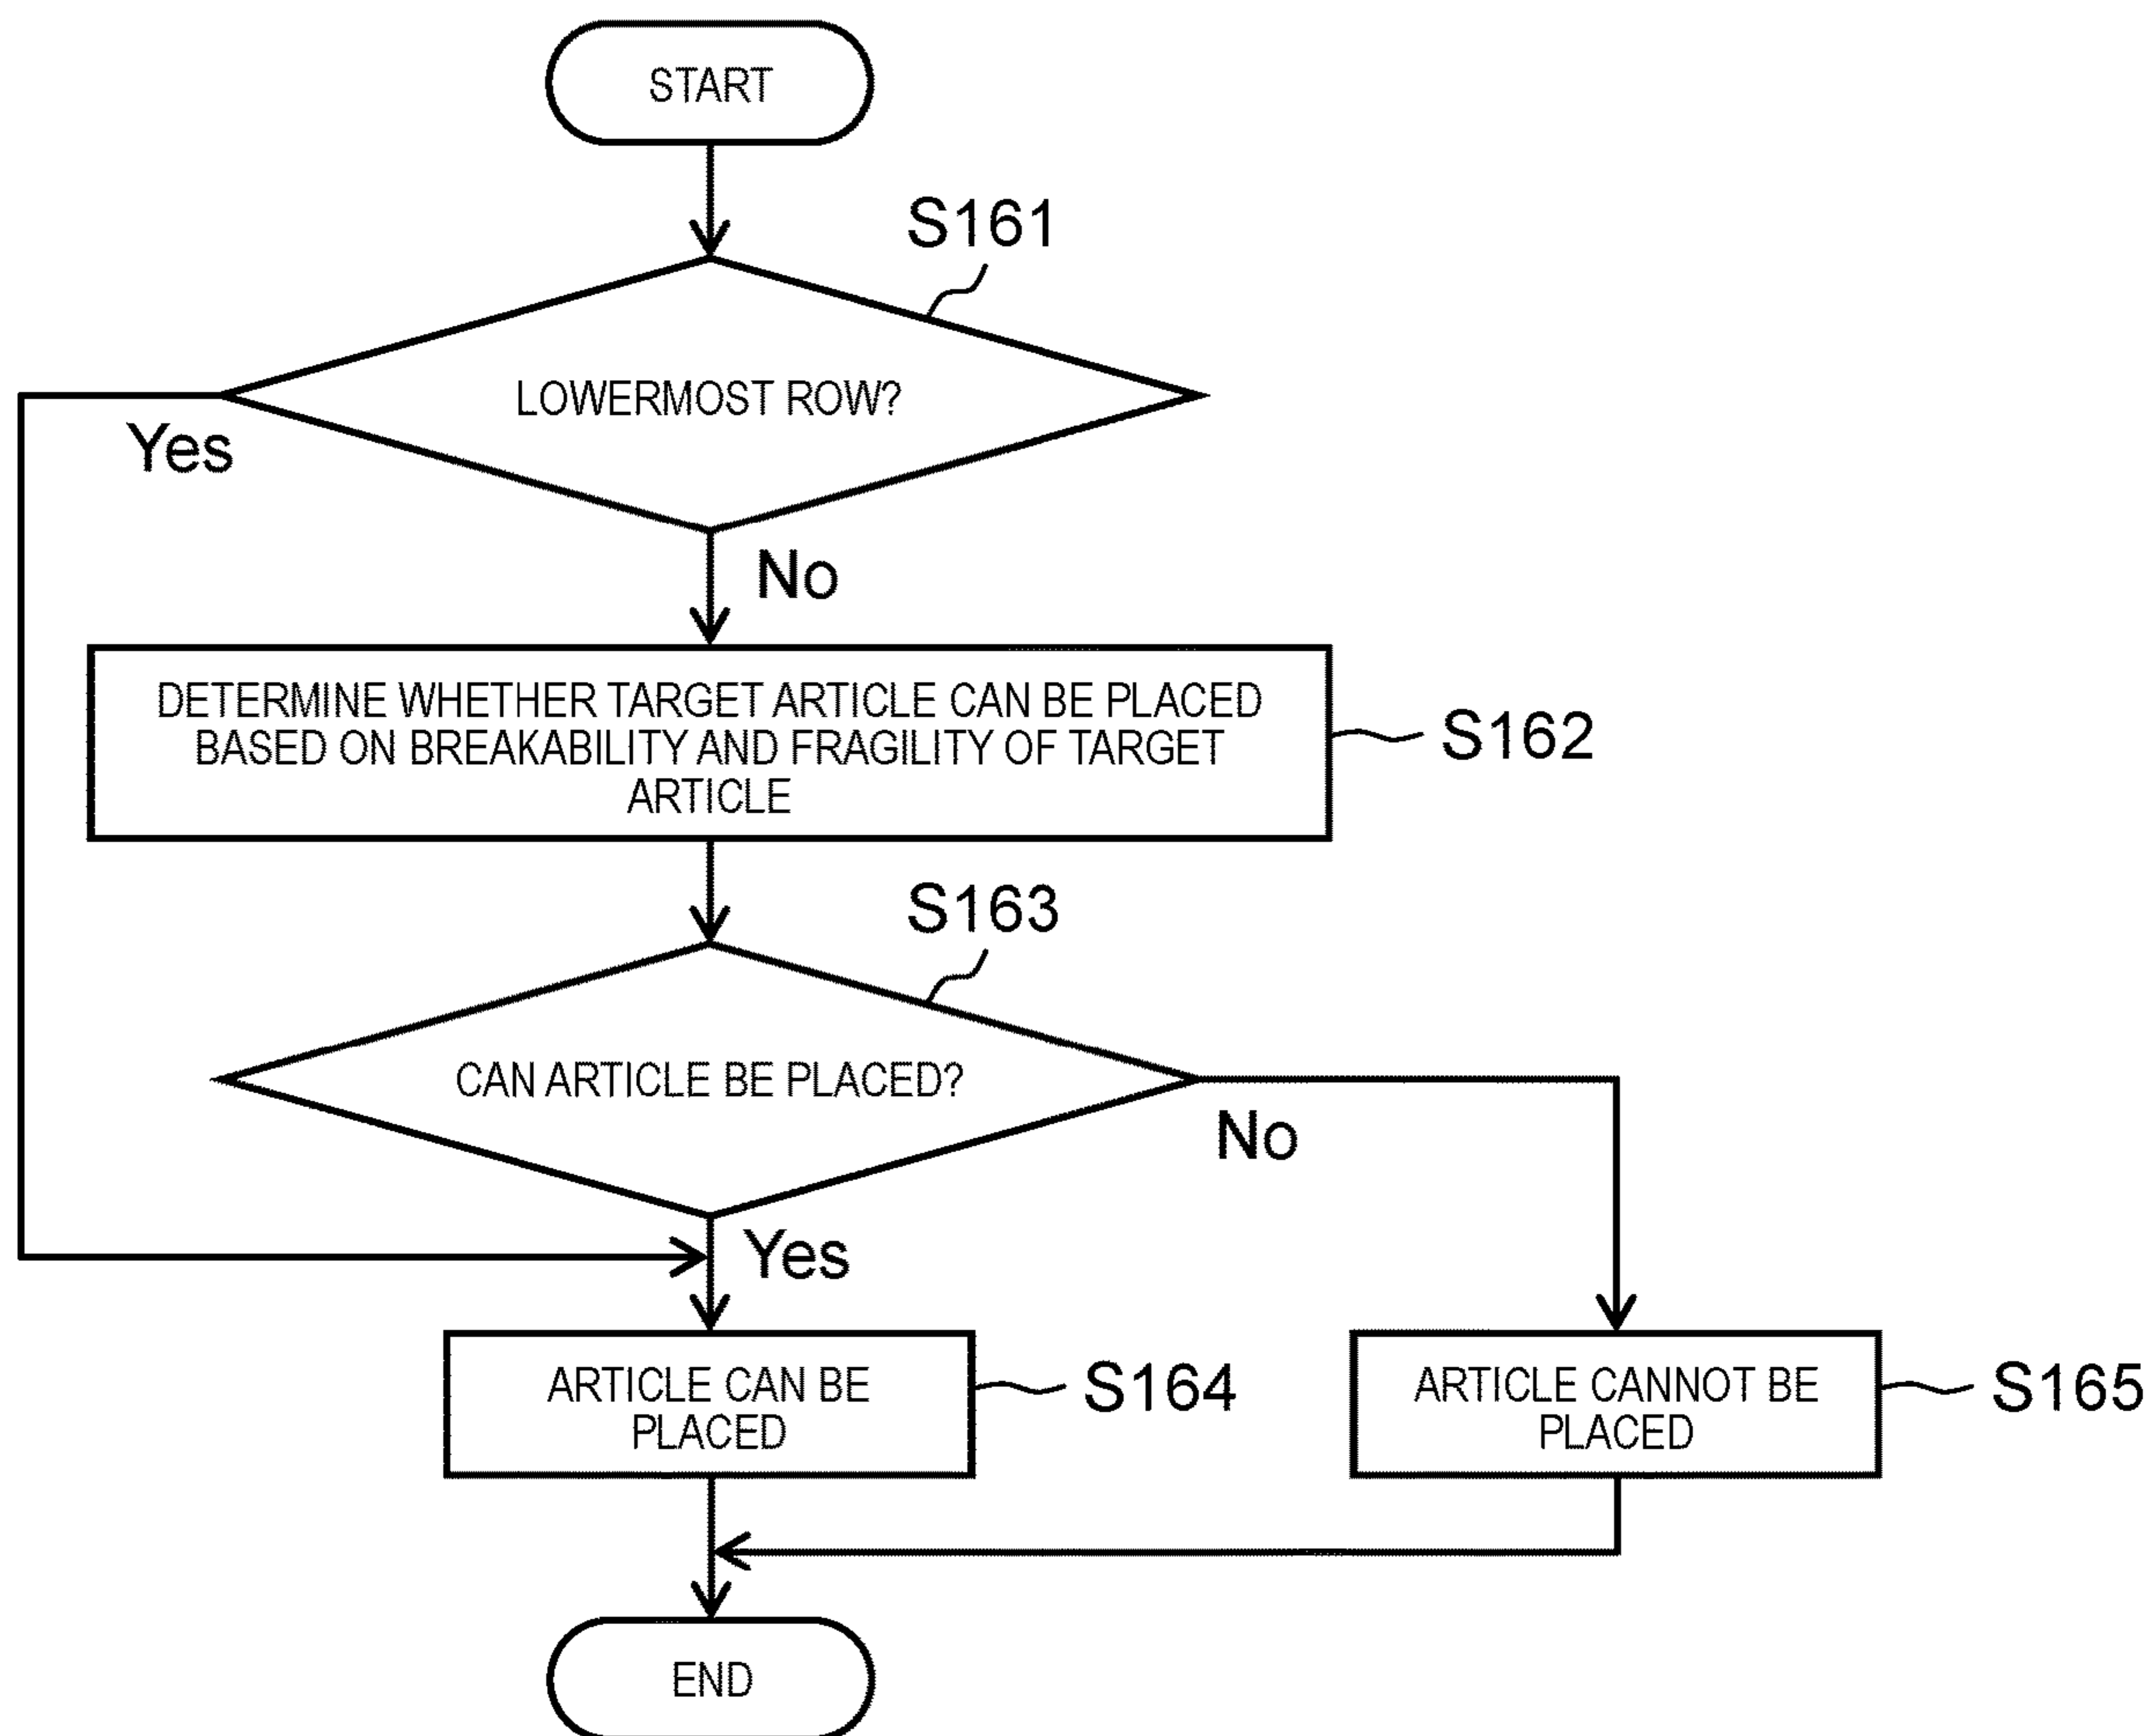 START
S161
LOWERMOST ROW?
Yes
No
DETERMINE WHETHER TARGET ARTICLE CAN BE PLACED
BASED ON BREAKABILITY AND FRAGILITY OF TARGET
ARTICLE
S162
S163
CAN ARTICLE BE PLACED?
No
Yes
ARTICLE CAN BE
PLACED
S164
ARTICLE CANNOT BE
PLACED
S165
END